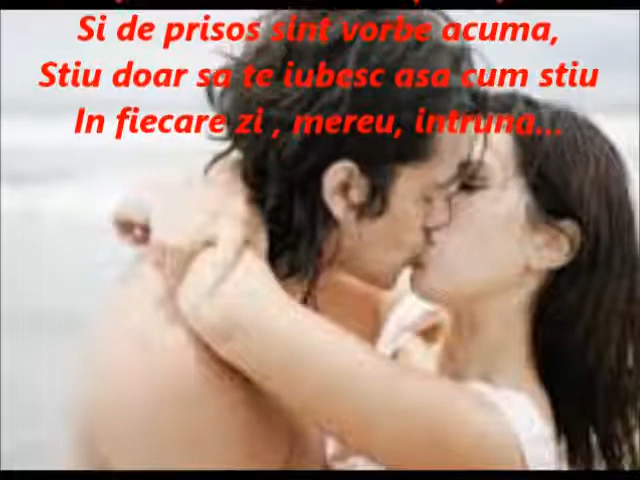 Si de prisos sint vorbe acuma,
Stiu doar sa te iubesc asa cum stiu
In fiecare zi , mereu, intruna...